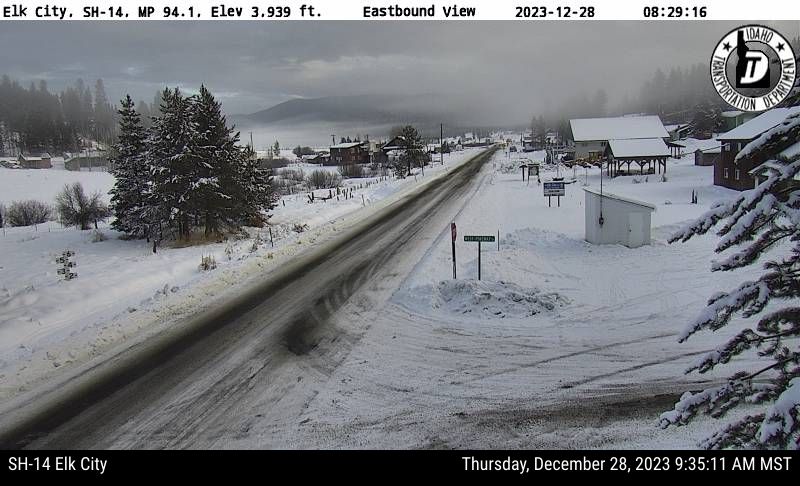 Elk City, SH-14, MP 94.1, Elev 3,939 ft. Eastbound View 2023-12-28 08:29:16
IDAHO
TRANSPORTATION DEPARTMENT
SH-14 Elk City Thursday, December 28, 2023 9:35:11 AM MST